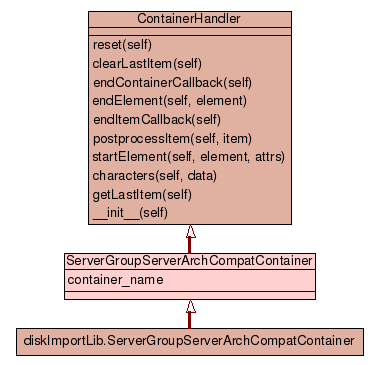 ContainerHandler
reset(self)
clearLastItem(self)
endContainerCallback(self)
endElement(self, element)
endItemCallback(self)
postprocessItem(self, item)
startElement(self, element, attrs)
characters(self, data)
getLastItem(self)
__init__(self)
ServerGroupServerArchCompatContainer
container_name
diskImportLib.ServerGroupServerArchCompatContainer